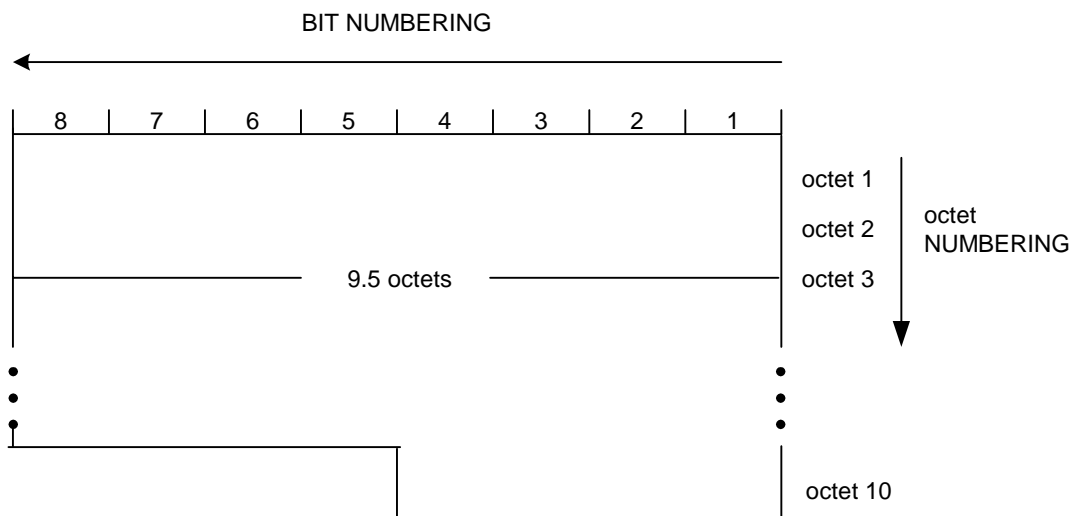 BIT NUMBERING
8 7 6 5 4 3 2 1
octet 1
octet 2
octet
NUMBERING
9.5 octets
octet 3
octet 10